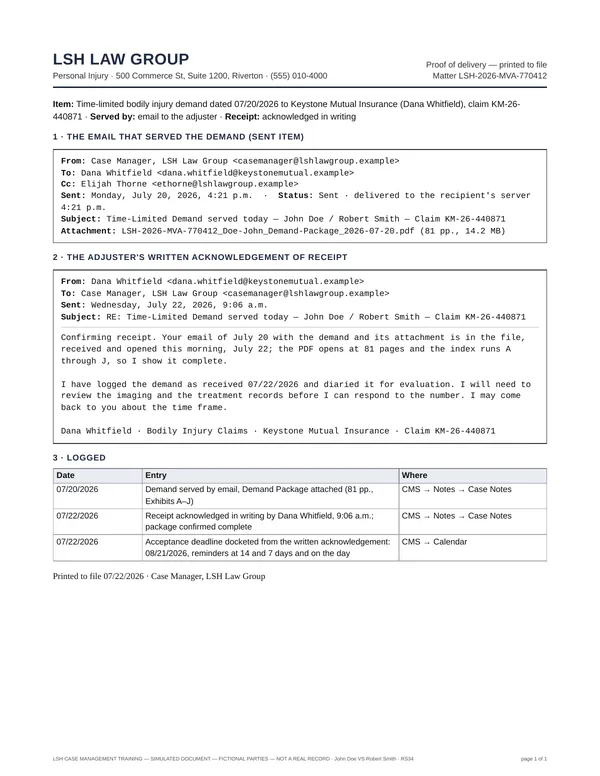 LSH LAW GROUP
Personal Injury · 500 Commerce St, Suite 1200, Riverton · (555) 010-4000
Proof of delivery — printed to file
Matter LSH-2026-MVA-770412
Item: Time-limited bodily injury demand dated 07/20/2026 to Keystone Mutual Insurance (Dana Whitfield), claim KM-26-
440871 · Served by: email to the adjuster · Receipt: acknowledged in writing
1 · THE EMAIL THAT SERVED THE DEMAND (SENT ITEM)
From: Case Manager, LSH Law Group <casemanager@lshlawgroup.example>
To: Dana Whitfield <dana.whitfield@keystonemutual.example>
Cc: Elijah Thorne <ethorne@lshlawgroup.example>
Sent: Monday, July 20, 2026, 4:21 p.m. · Status: Sent · delivered to the recipient's server
4:21 p.m.
Subject: Time-Limited Demand served today — John Doe / Robert Smith — Claim KM-26-440871
Attachment: LSH-2026-MVA-770412_Doe-John_Demand-Package_2026-07-20.pdf (81 pp., 14.2 MB)
2 · THE ADJUSTER'S WRITTEN ACKNOWLEDGEMENT OF RECEIPT
From: Dana Whitfield <dana.whitfield@keystonemutual.example>
To: Case Manager, LSH Law Group <casemanager@lshlawgroup.example>
Sent: Wednesday, July 22, 2026, 9:06 a.m.
Subject: RE: Time-Limited Demand served today — John Doe / Robert Smith — Claim KM-26-440871
Confirming receipt. Your email of July 20 with the demand and its attachment is in the file,
received and opened this morning, July 22; the PDF opens at 81 pages and the index runs A
through J, so I show it complete.
I have logged the demand as received 07/22/2026 and diaried it for evaluation. I will need to
review the imaging and the treatment records before I can respond to the number. I may come
back to you about the time frame.
Dana Whitfield · Bodily Injury Claims · Keystone Mutual Insurance · Claim KM-26-440871
3 · LOGGED
Date Entry Where
07/20/2026 Demand served by email, Demand Package attached (81 pp., CMS → Notes → Case Notes
Exhibits A–J)
07/22/2026 Receipt acknowledged in writing by Dana Whitfield, 9:06 a.m.; CMS → Notes → Case Notes
package confirmed complete
07/22/2026 Acceptance deadline docketed from the written acknowledgement: CMS → Calendar
08/21/2026, reminders at 14 and 7 days and on the day
Printed to file 07/22/2026 · Case Manager, LSH Law Group
LSH CASE MANAGEMENT TRAINING — SIMULATED DOCUMENT — FICTIONAL PARTIES — NOT A REAL RECORD · John Doe VS Robert Smith · RS34
page 1 of 1